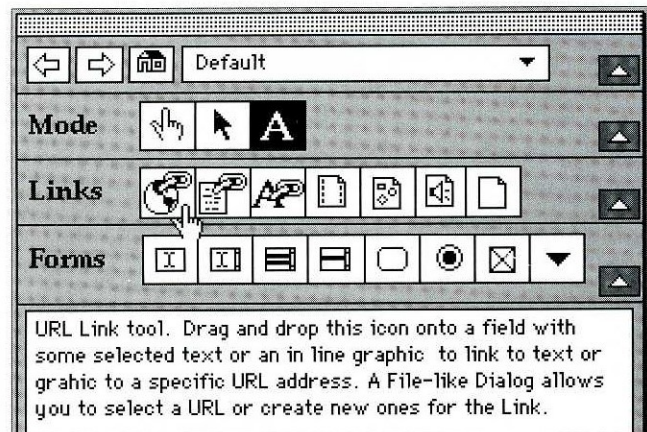 Default
Mode
A
Links
Forms
URL Link tool. Drag and drop this icon onto a field with
some selected text or an in line graphic to link to text or
grahic to a specific URL address. A File-like Dialog allows
you to select a URL or create new ones for the Link.